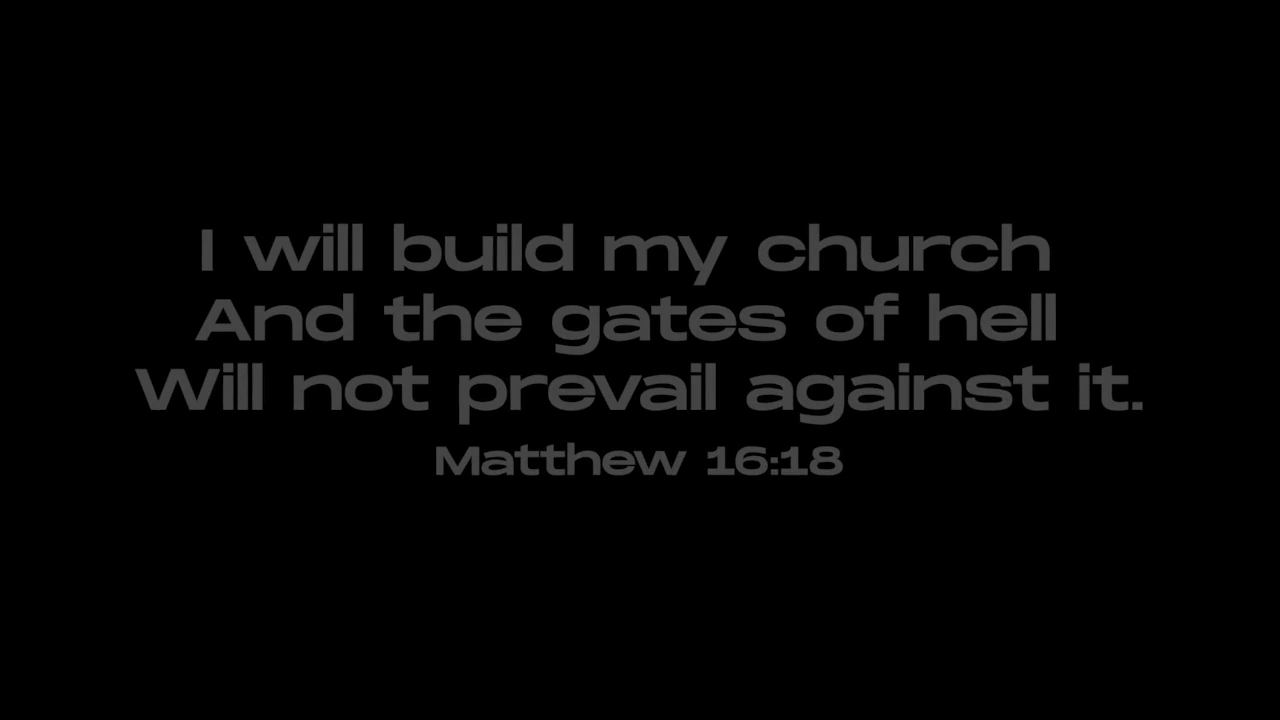 I will build my church
And the gates of hell
Will not prevail against it.
Matthew 16:18